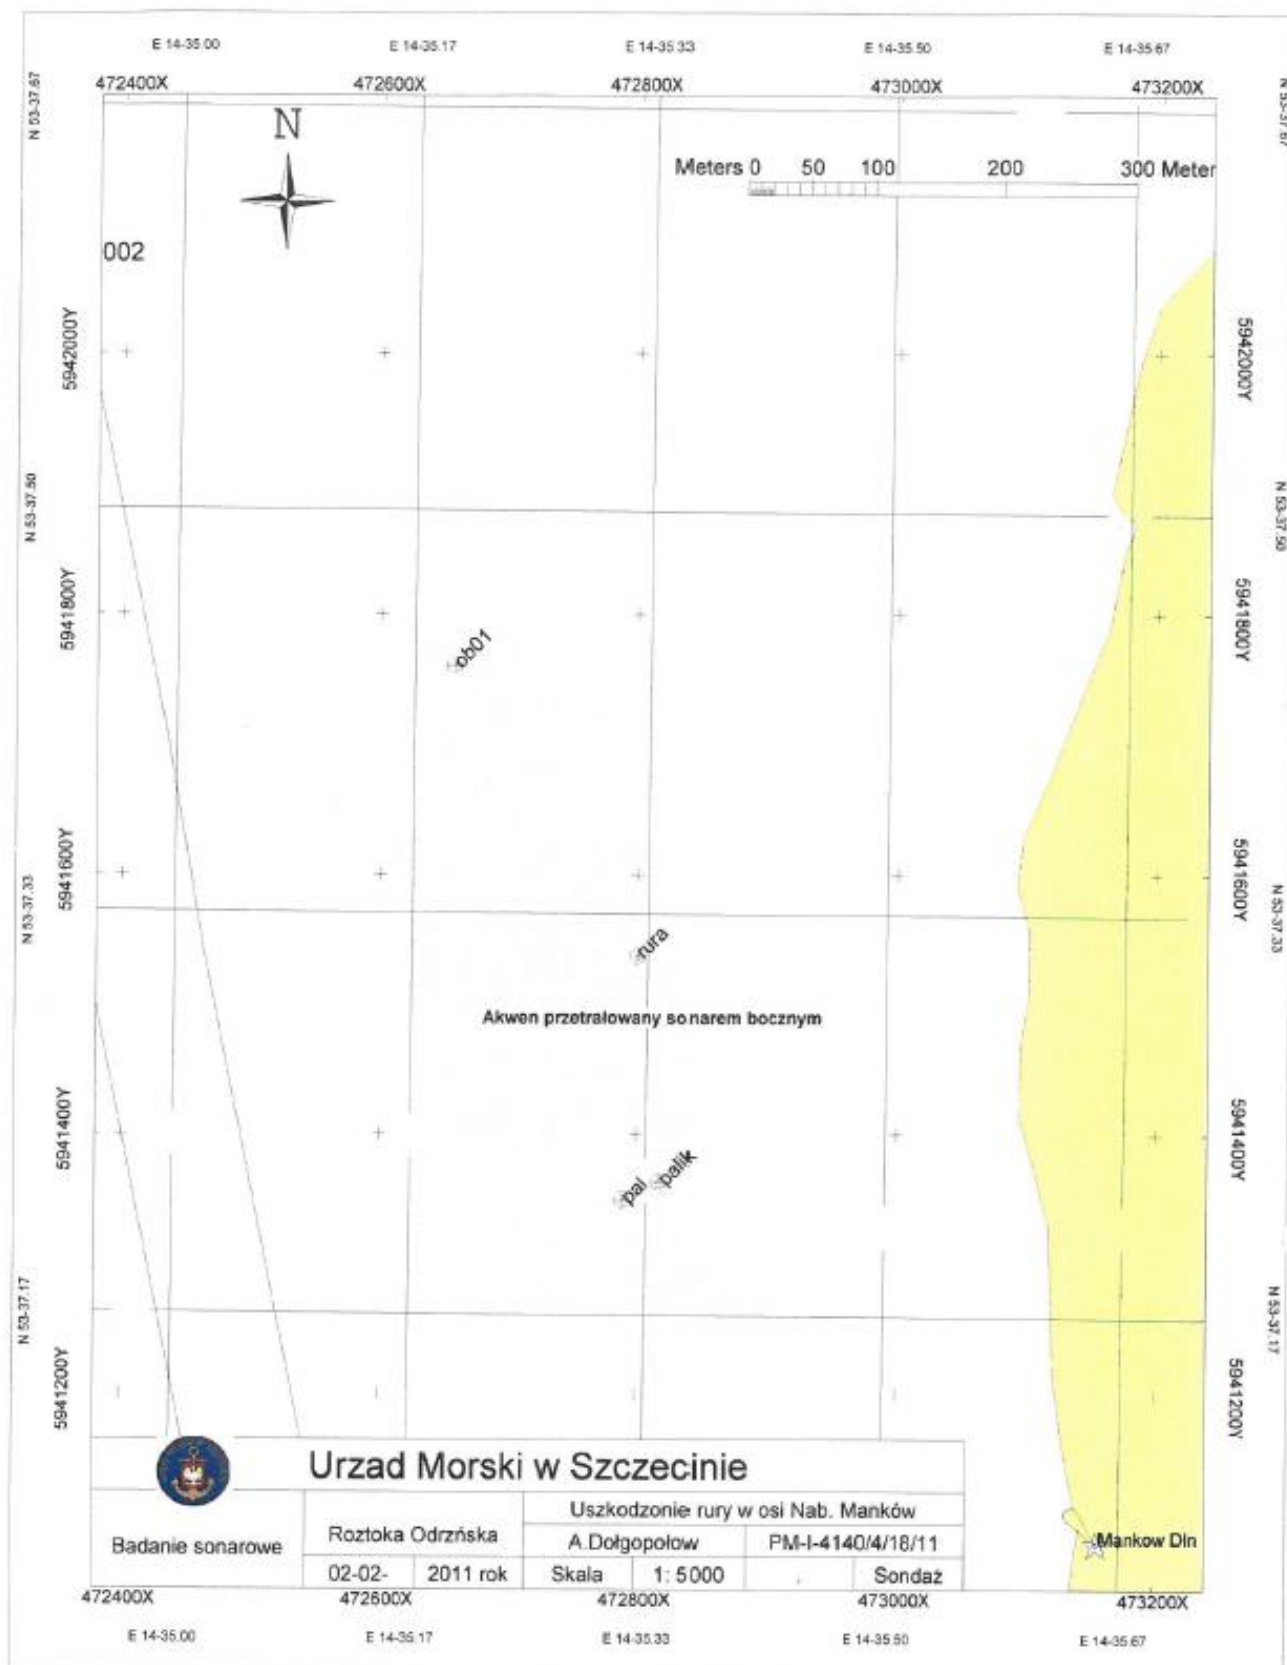 E 14-35.00 E 14-35.17 E 14-35.33 E 14-35.50 E 14-35.67
472400X 472600X 472800X 473000X 473200X
N 53-37.67
N 53-37.67
N
Meters 0 50 100 200 300 Meter
002
5942000Y
5942000Y
N 53-37.50
N 53-37.50
5941800Y
5941800Y
ob01
5941600Y
5941600Y
N 53-37.33
N 53-37.33
rura
Akwen przetrałowany sonarem bocznym
5941400Y
5941400Y
palik
pal
N 53-37.17
N 53-37.17
5941200Y
5941200Y
Urzad Morski w Szczecinie
Badanie sonarowe
Roztoka Odrzńska
Uszkodzonie rury w osi Nab. Manków
A.Dołgopołow PM-I-4140/4/18/11
02-02- 2011 rok Skala 1: 5000 Sondaż
Mankow Dln
472400X 472600X 472800X 473000X 473200X
E 14-35.00 E 14-35.17 E 14-35.33 E 14-35.50 E 14-35.67